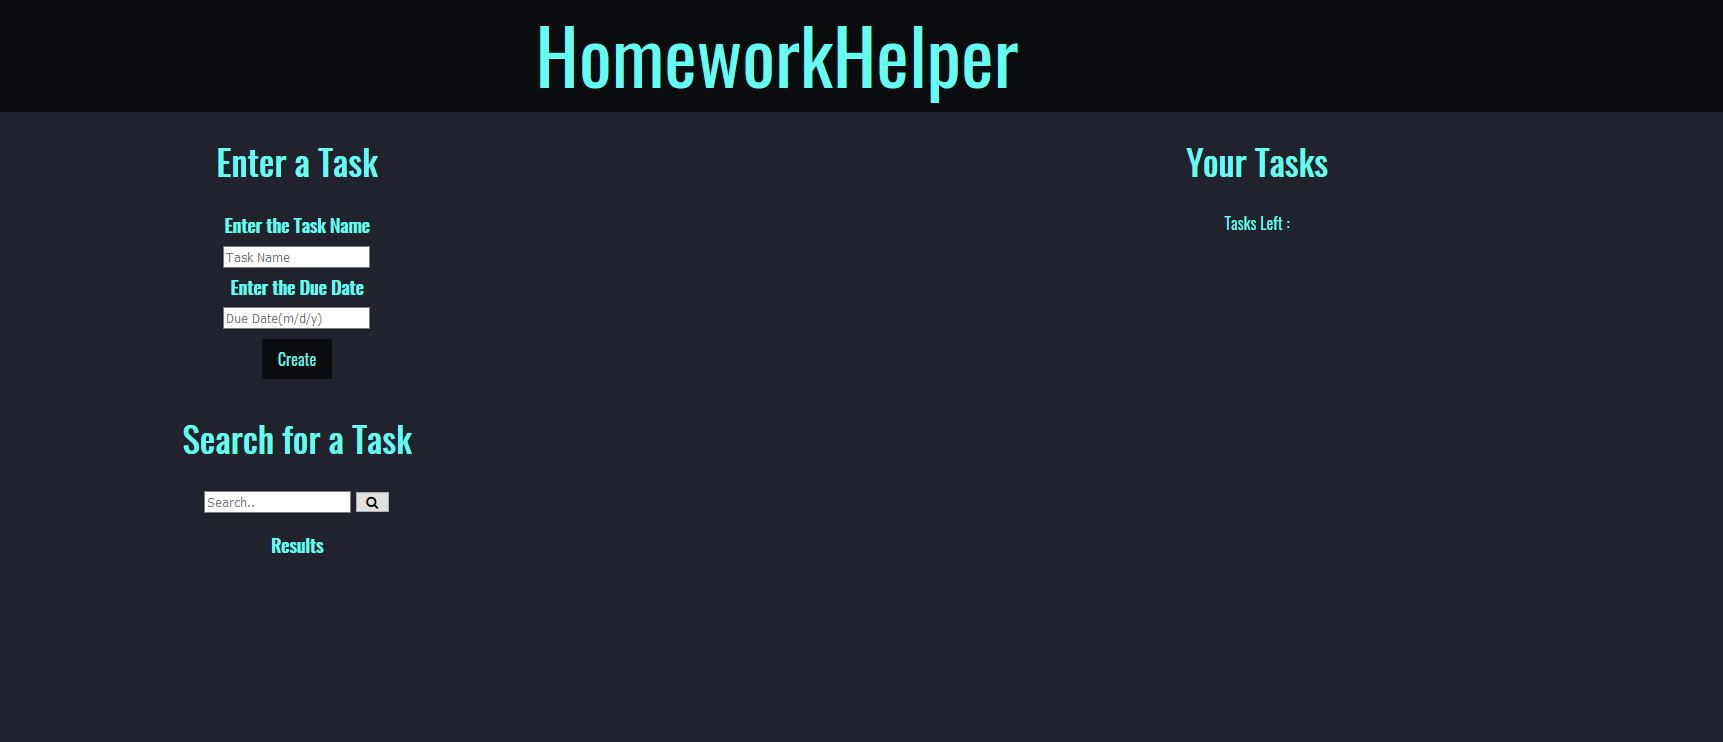 HomeworkHelper
Enter a Task
Enter the Task Name
Task Name
Enter the Due Date
Due Date(m/d/y)
Create
Search for a Task
Search..
Results
Your Tasks
Tasks Left :